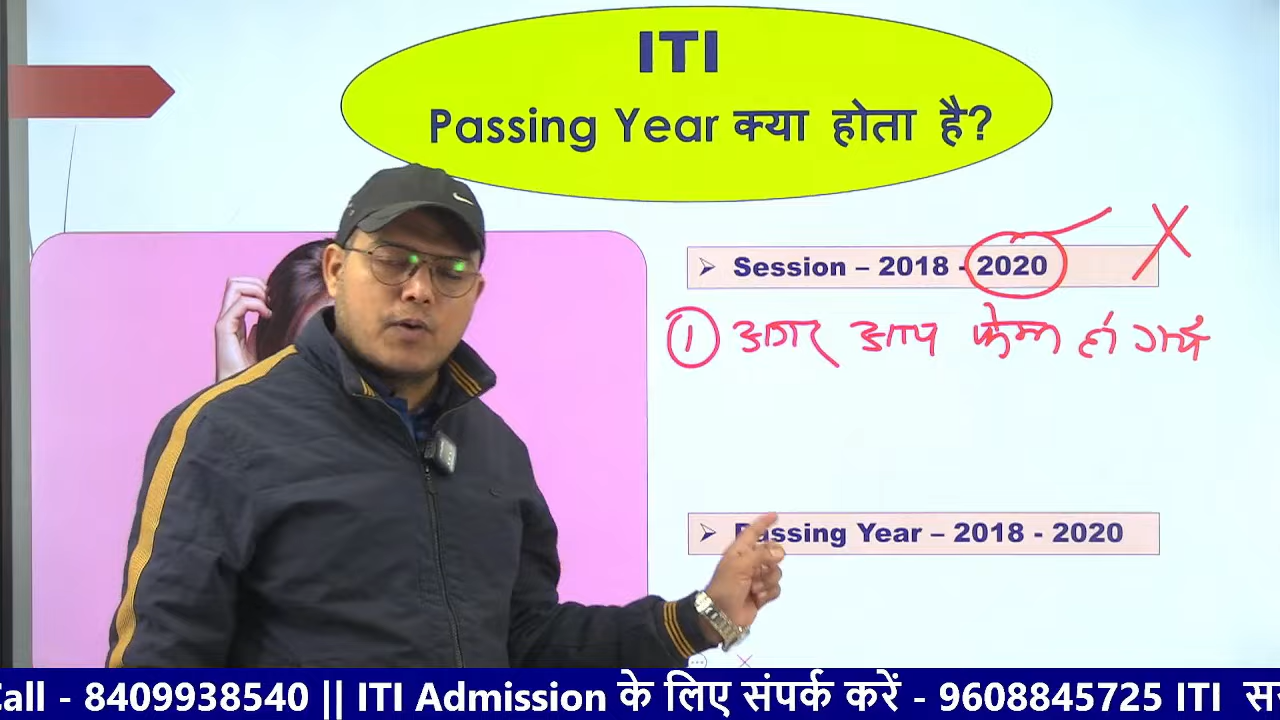 ITI
Passing Year क्या होता है?
Session – 2018 - 2020
① अगर आप फेल हो गये
Passing Year – 2018 - 2020
Call - 8409938540 || ITI Admission के लिए संपर्क करें - 9608845725 ITI